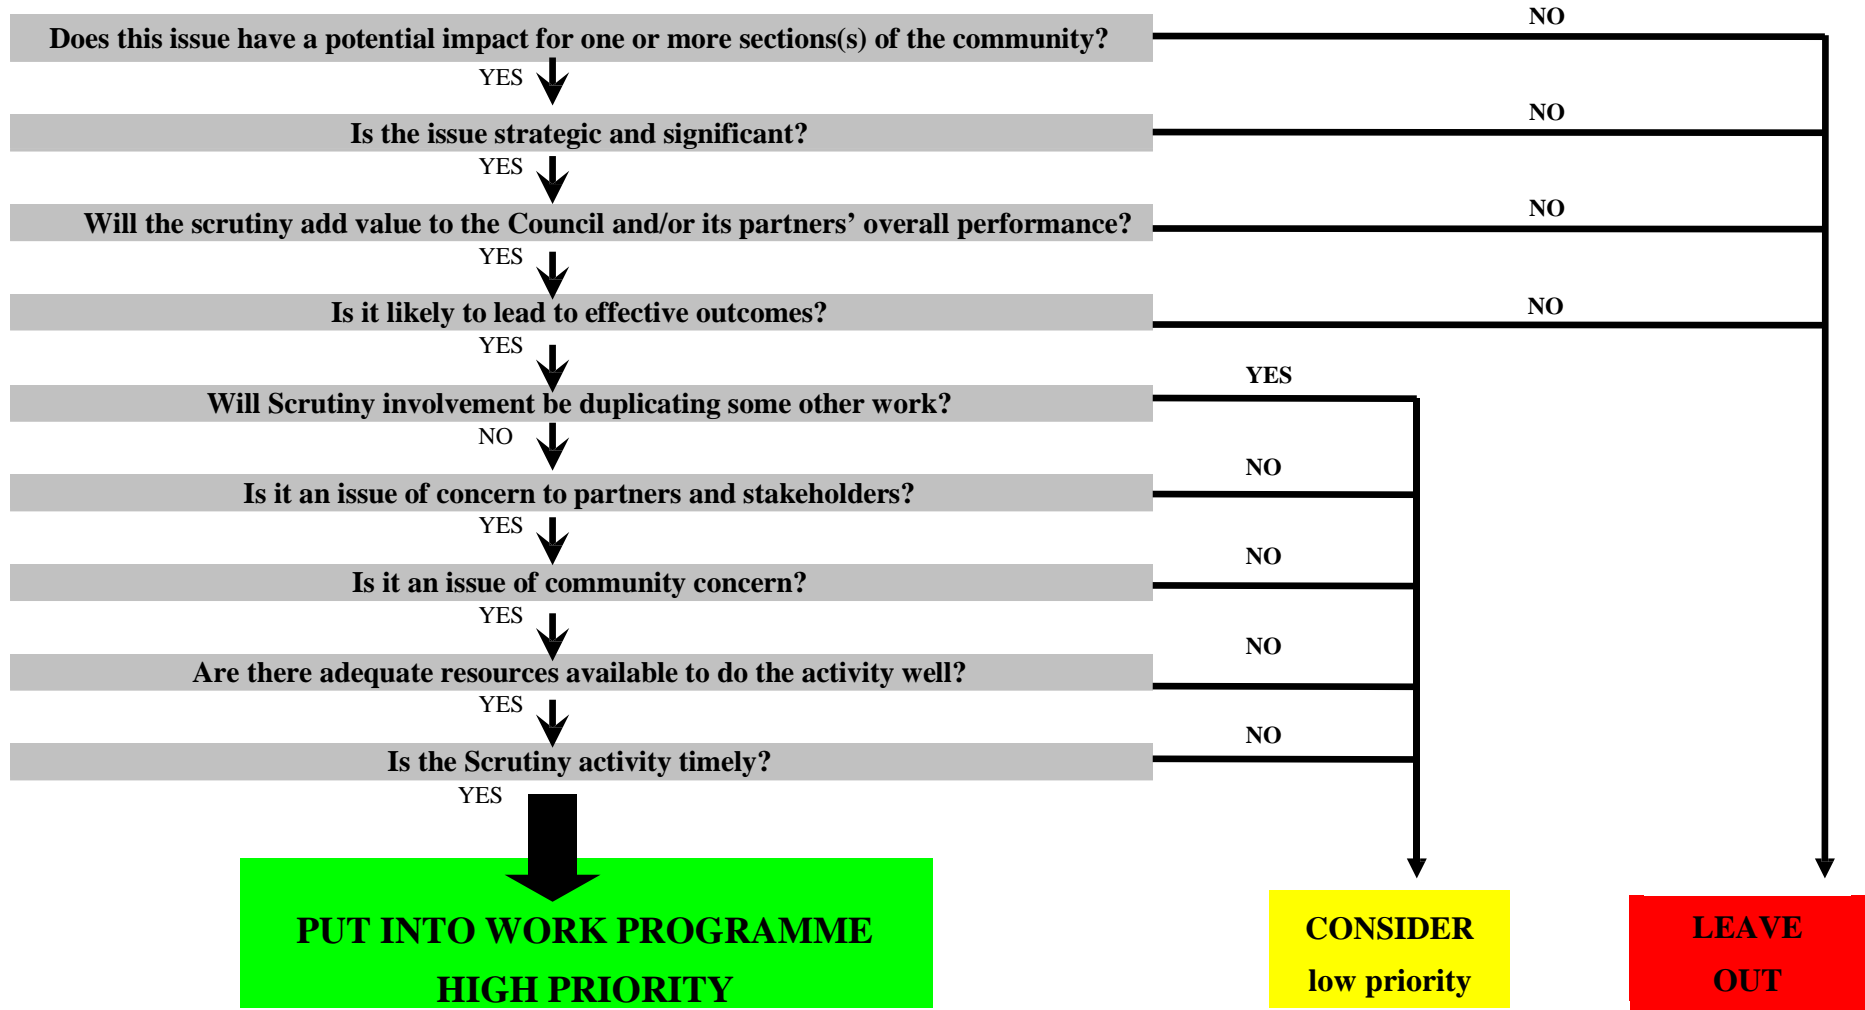 NO
Does this issue have a potential impact for one or more sections(s) of the community?
YES
NO
Is the issue strategic and significant?
YES
NO
Will the scrutiny add value to the Council and/or its partners’ overall performance?
YES
NO
Is it likely to lead to effective outcomes?
YES
YES
Will Scrutiny involvement be duplicating some other work?
NO
NO
Is it an issue of concern to partners and stakeholders?
YES
NO
Is it an issue of community concern?
YES
NO
Are there adequate resources available to do the activity well?
YES
NO
Is the Scrutiny activity timely?
YES
PUT INTO WORK PROGRAMME
HIGH PRIORITY
CONSIDER
low priority
LEAVE
OUT